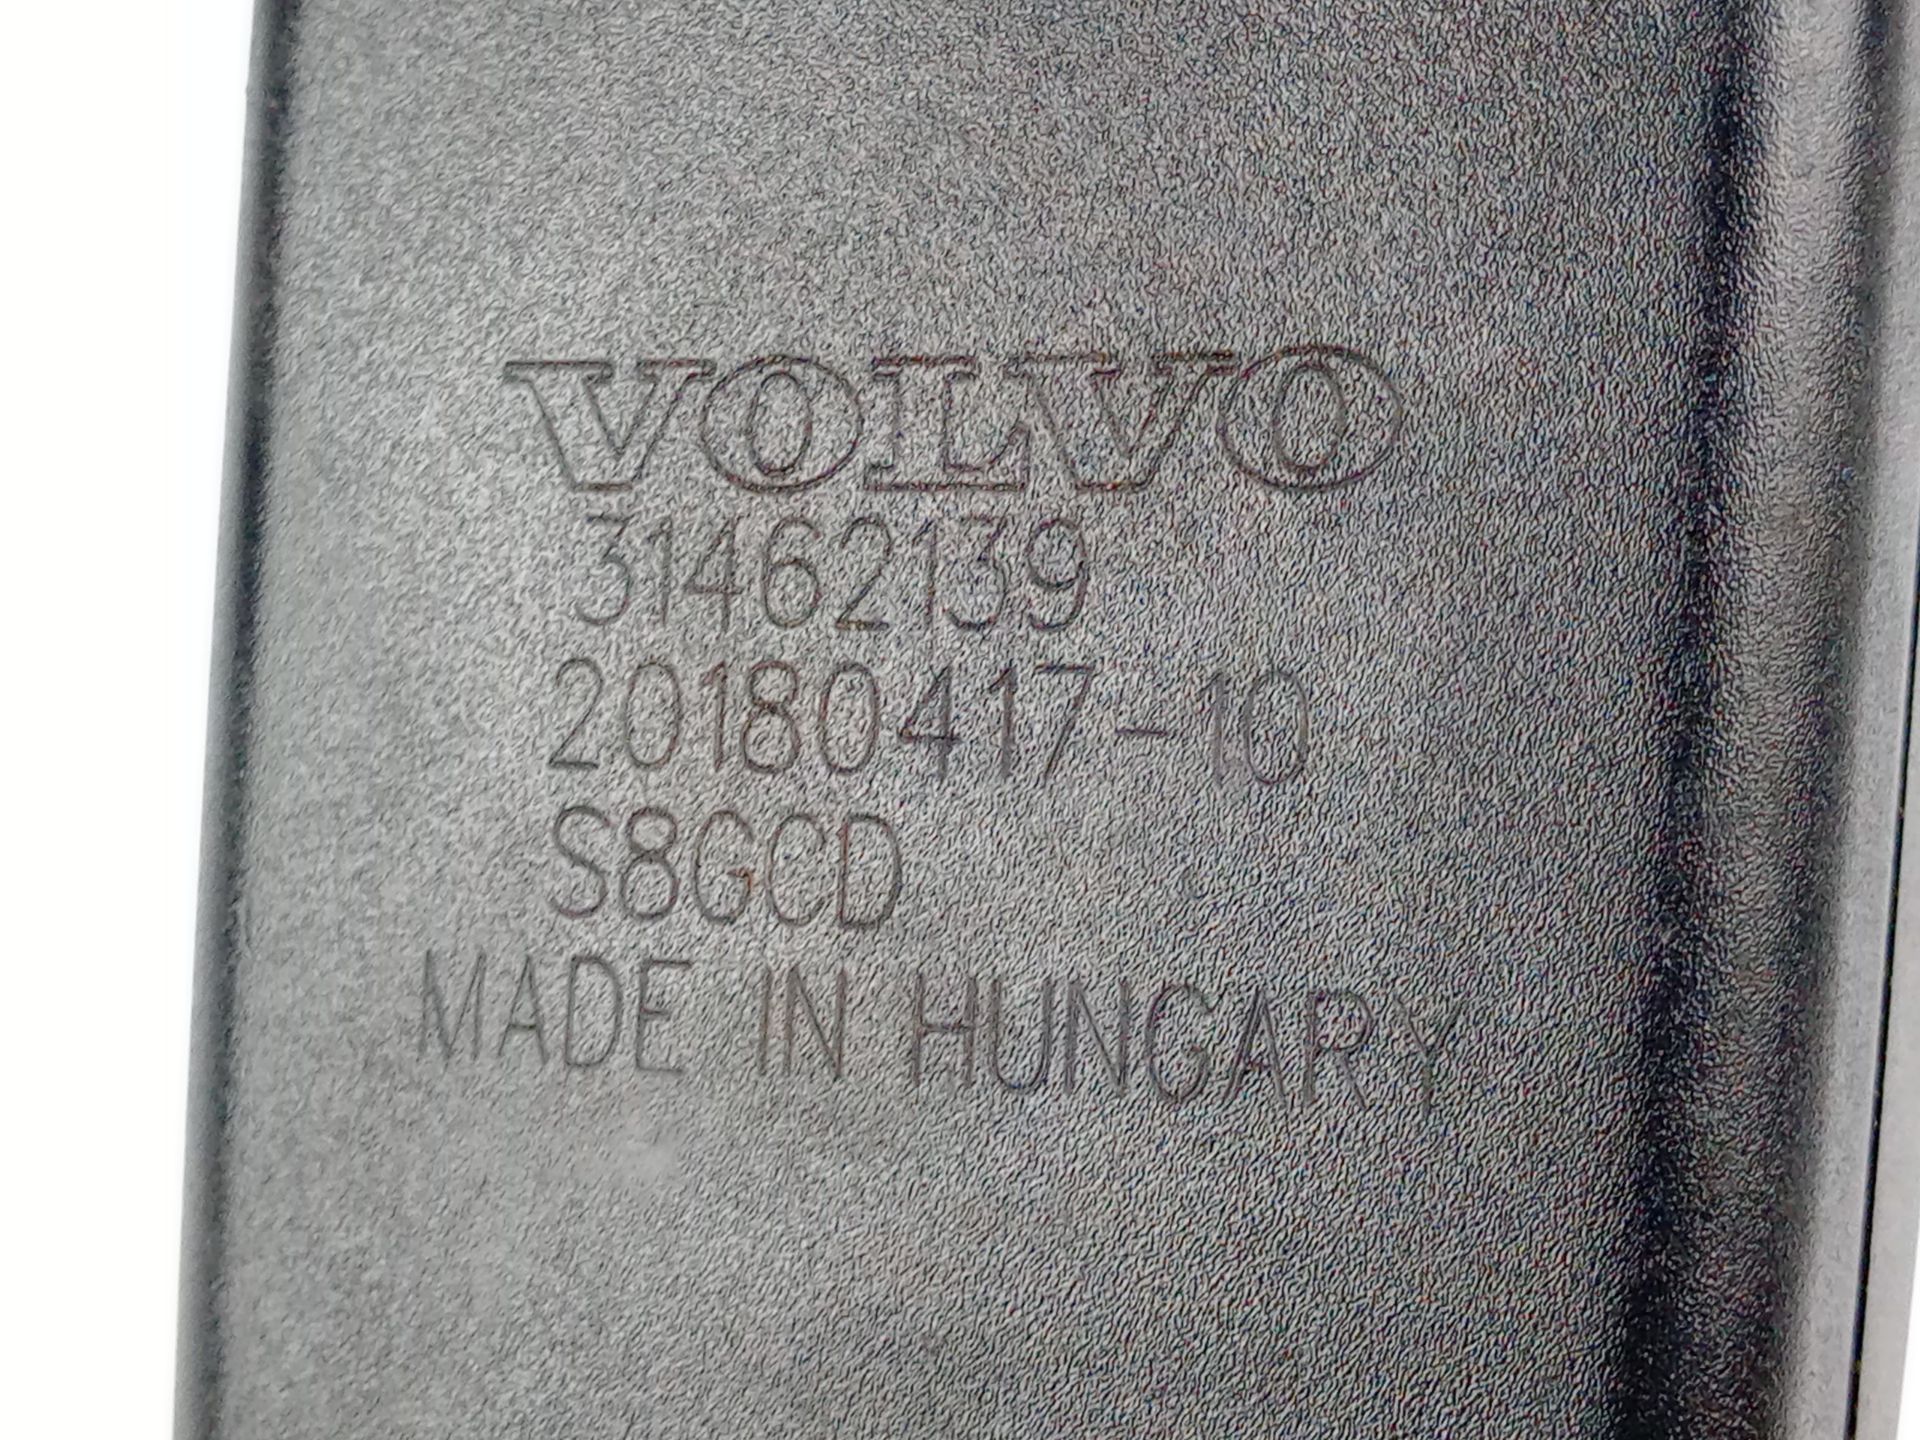 VOLVO
31462139
20180417-10
S8GCD
MADE IN HUNGARY